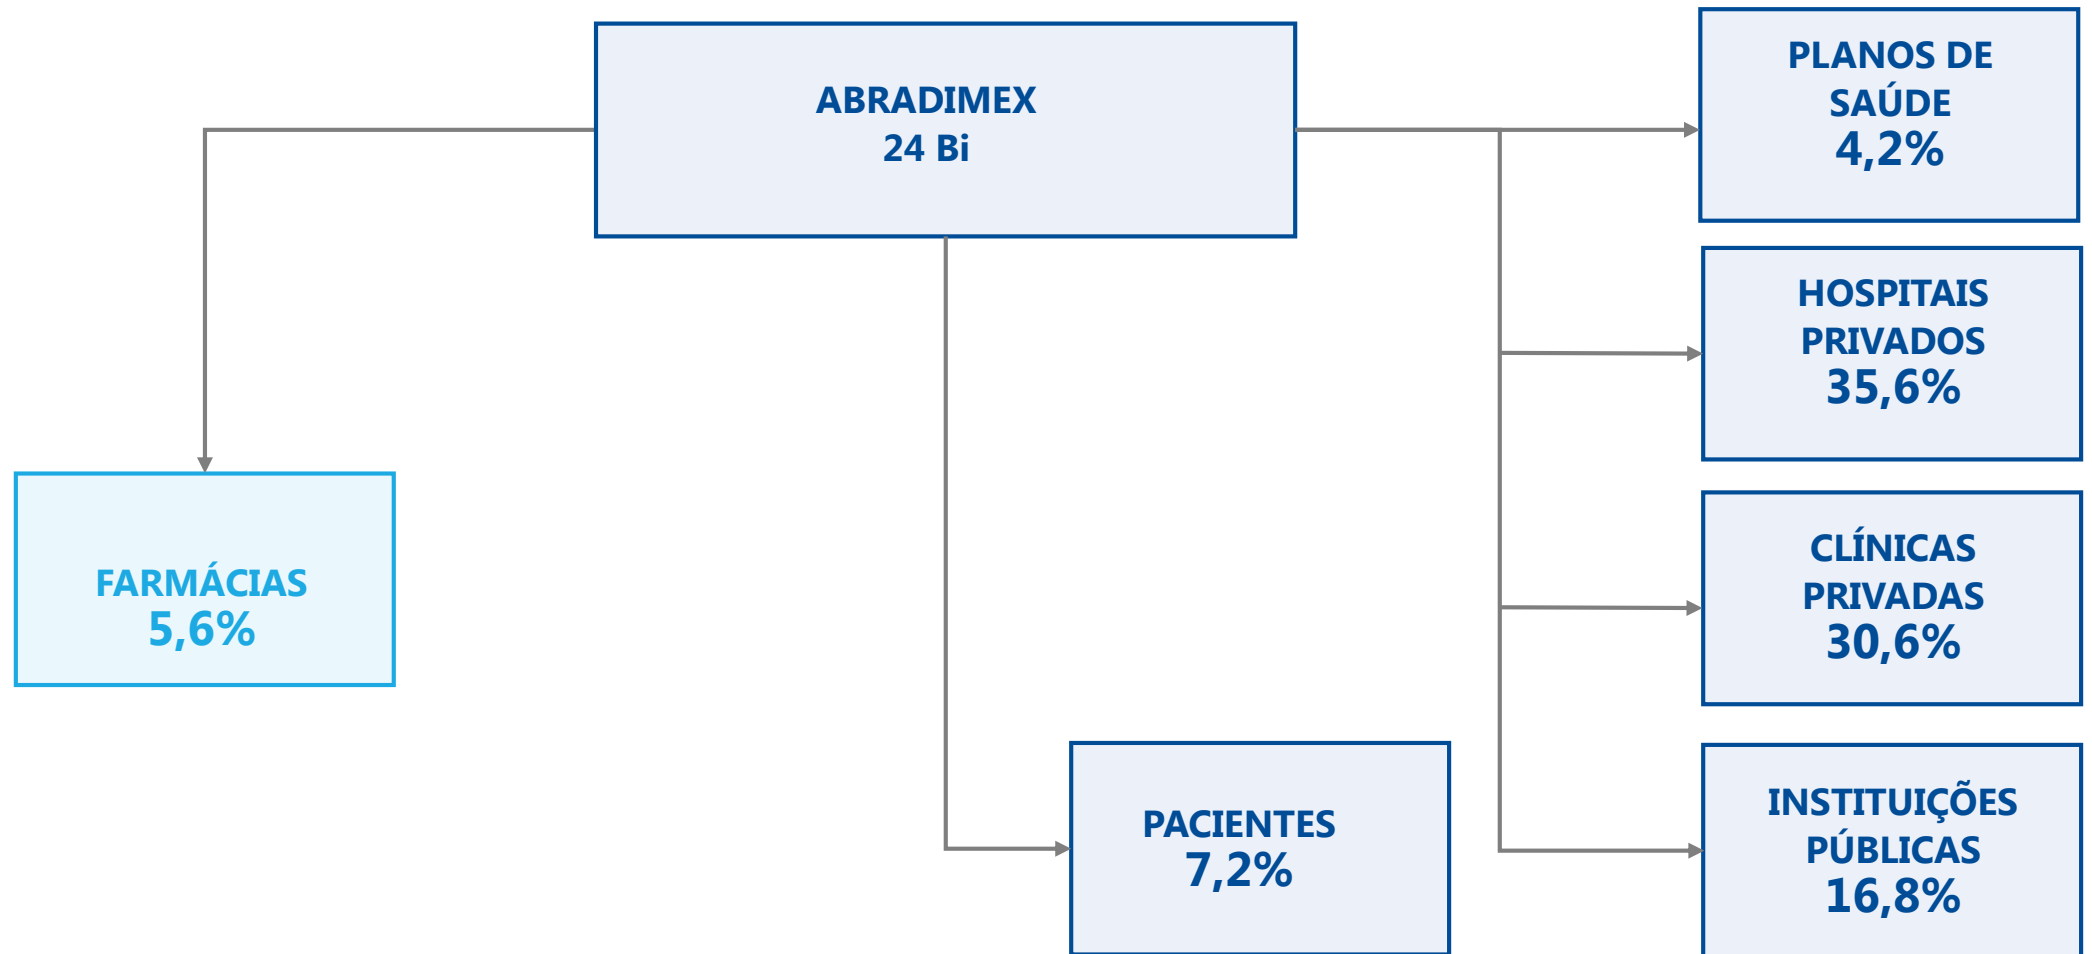 ABRADIMEX
24 Bi
PLANOS DE
SAÚDE
4,2%
HOSPITAIS
PRIVADOS
35,6%
FARMÁCIAS
5,6%
CLÍNICAS
PRIVADAS
30,6%
PACIENTES
7,2%
INSTITUIÇÕES
PÚBLICAS
16,8%